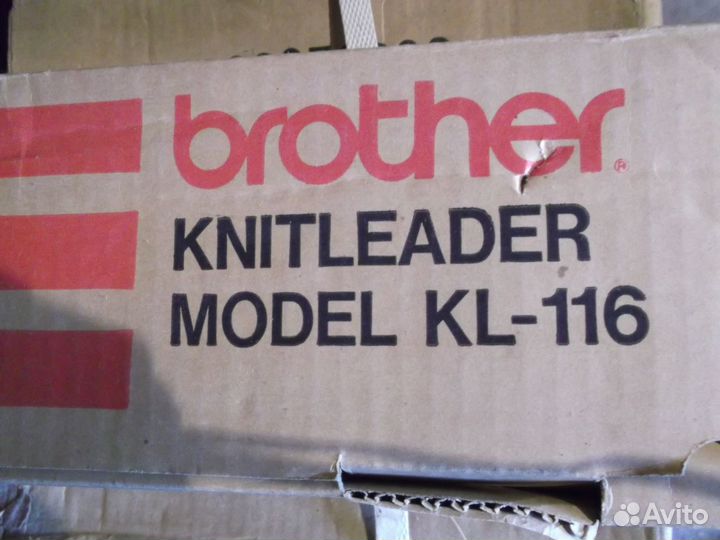 brother®
KNITLEADER
MODEL KL-116
Avito